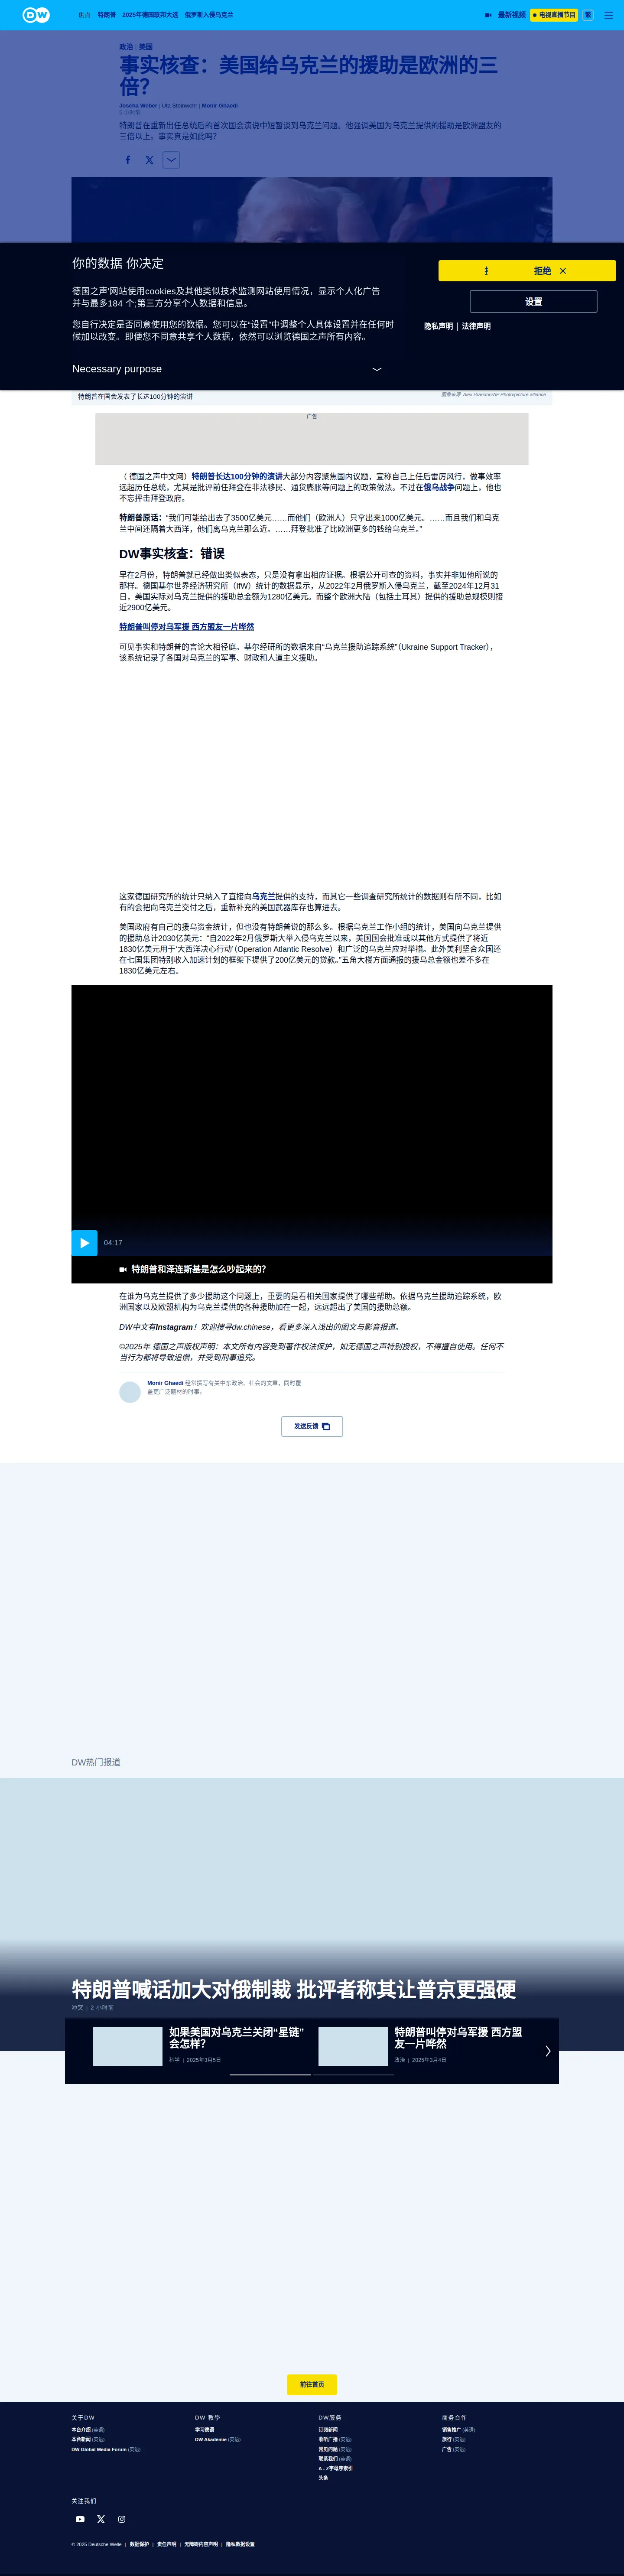 DW
焦点 特朗普 2025年德国联邦大选 俄罗斯入侵乌克兰
最新视频 电视直播节目
政治 | 美国
事实核查：美国给乌克兰的援助是欧洲的三
倍？
Joscha Weber | Uta Steinwehr | Monir Ghaedi
5 小时前
特朗普在重新出任总统后的首次国会演说中短暂谈到乌克兰问题。他强调美国为乌克兰提供的援助是欧洲盟友的
三倍以上。事实真是如此吗？
你的数据 你决定
德国之声’网站使用cookies及其他类似技术监测网站使用情况，显示个人化广告
并与最多184 个;第三方分享个人数据和信息。
您自行决定是否同意使用您的数据。您可以在“设置”中调整个人具体设置并在任何时
候加以改变。即便您不同意共享个人数据，依然可以浏览德国之声所有内容。
Necessary purpose
拒绝
设置
隐私声明 | 法律声明
特朗普在国会发表了长达100分钟的演讲
图像来源: Alex Brandon/AP Photo/picture alliance
广告
（ 德国之声中文网）特朗普长达100分钟的演讲大部分内容聚焦国内议题，宣称自己上任后雷厉风行，做事效率
远超历任总统，尤其是批评前任拜登在非法移民、通货膨胀等问题上的政策做法。不过在俄乌战争问题上，他也
不忘抨击拜登政府。
特朗普原话：“我们可能给出去了3500亿美元……而他们（欧洲人）只拿出来1000亿美元。……而且我们和乌克
兰中间还隔着大西洋，他们离乌克兰那么近。……拜登批准了比欧洲更多的钱给乌克兰。”
DW事实核查：错误
早在2月份，特朗普就已经做出类似表态，只是没有拿出相应证据。根据公开可查的资料，事实并非如他所说的
那样。德国基尔世界经济研究所（IfW）统计的数据显示，从2022年2月俄罗斯入侵乌克兰，截至2024年12月31
日，美国实际对乌克兰提供的援助总金额为1280亿美元。而整个欧洲大陆（包括土耳其）提供的援助总规模则接
近2900亿美元。
特朗普叫停对乌军援 西方盟友一片哗然
可见事实和特朗普的言论大相径庭。基尔经研所的数据来自“乌克兰援助追踪系统”（Ukraine Support Tracker），
该系统记录了各国对乌克兰的军事、财政和人道主义援助。
这家德国研究所的统计只纳入了直接向乌克兰提供的支持，而其它一些调查研究所统计的数据则有所不同，比如
有的会把向乌克兰交付之后，重新补充的美国武器库存也算进去。
美国政府有自己的援乌资金统计，但也没有特朗普说的那么多。根据乌克兰工作小组的统计，美国向乌克兰提供
的援助总计2030亿美元：“自2022年2月俄罗斯大举入侵乌克兰以来，美国国会批准或以其他方式提供了将近
1830亿美元用于‘大西洋决心行动’（Operation Atlantic Resolve）和广泛的乌克兰应对举措。此外美利坚合众国还
在七国集团特别收入加速计划的框架下提供了200亿美元的贷款。”五角大楼方面通报的援乌总金额也差不多在
1830亿美元左右。
04:17
特朗普和泽连斯基是怎么吵起来的？
在谁为乌克兰提供了多少援助这个问题上，重要的是看相关国家提供了哪些帮助。依据乌克兰援助追踪系统，欧
洲国家以及欧盟机构为乌克兰提供的各种援助加在一起，远远超出了美国的援助总额。
DW中文有Instagram！欢迎搜寻dw.chinese，看更多深入浅出的图文与影音报道。
©2025年 德国之声版权声明：本文所有内容受到著作权法保护，如无德国之声特别授权，不得擅自使用。任何不
当行为都将导致追偿，并受到刑事追究。
Monir Ghaedi 经常撰写有关中东政治、社会的文章，同时覆
盖更广泛题材的时事。
发送反馈
DW热门报道
特朗普喊话加大对俄制裁 批评者称其让普京更强硬
冲突 | 2 小时前
如果美国对乌克兰关闭“星链”
会怎样？
科学 | 2025年3月5日
特朗普叫停对乌军援 西方盟
友一片哗然
政治 | 2025年3月4日
前往首页
关于DW
本台介绍 (英语)
本台新闻 (英语)
DW Global Media Forum (英语)
DW 教學
学习德语
DW Akademie (英语)
DW服务
订阅新闻
收听广播 (英语)
常见问题 (英语)
联系我们 (英语)
A - Z字母序索引
头条
商务合作
销售推广 (英语)
旅行 (英语)
广告 (英语)
关注我们
© 2025 Deutsche Welle | 数据保护 | 责任声明 | 无障碍内容声明 | 隐私数据设置